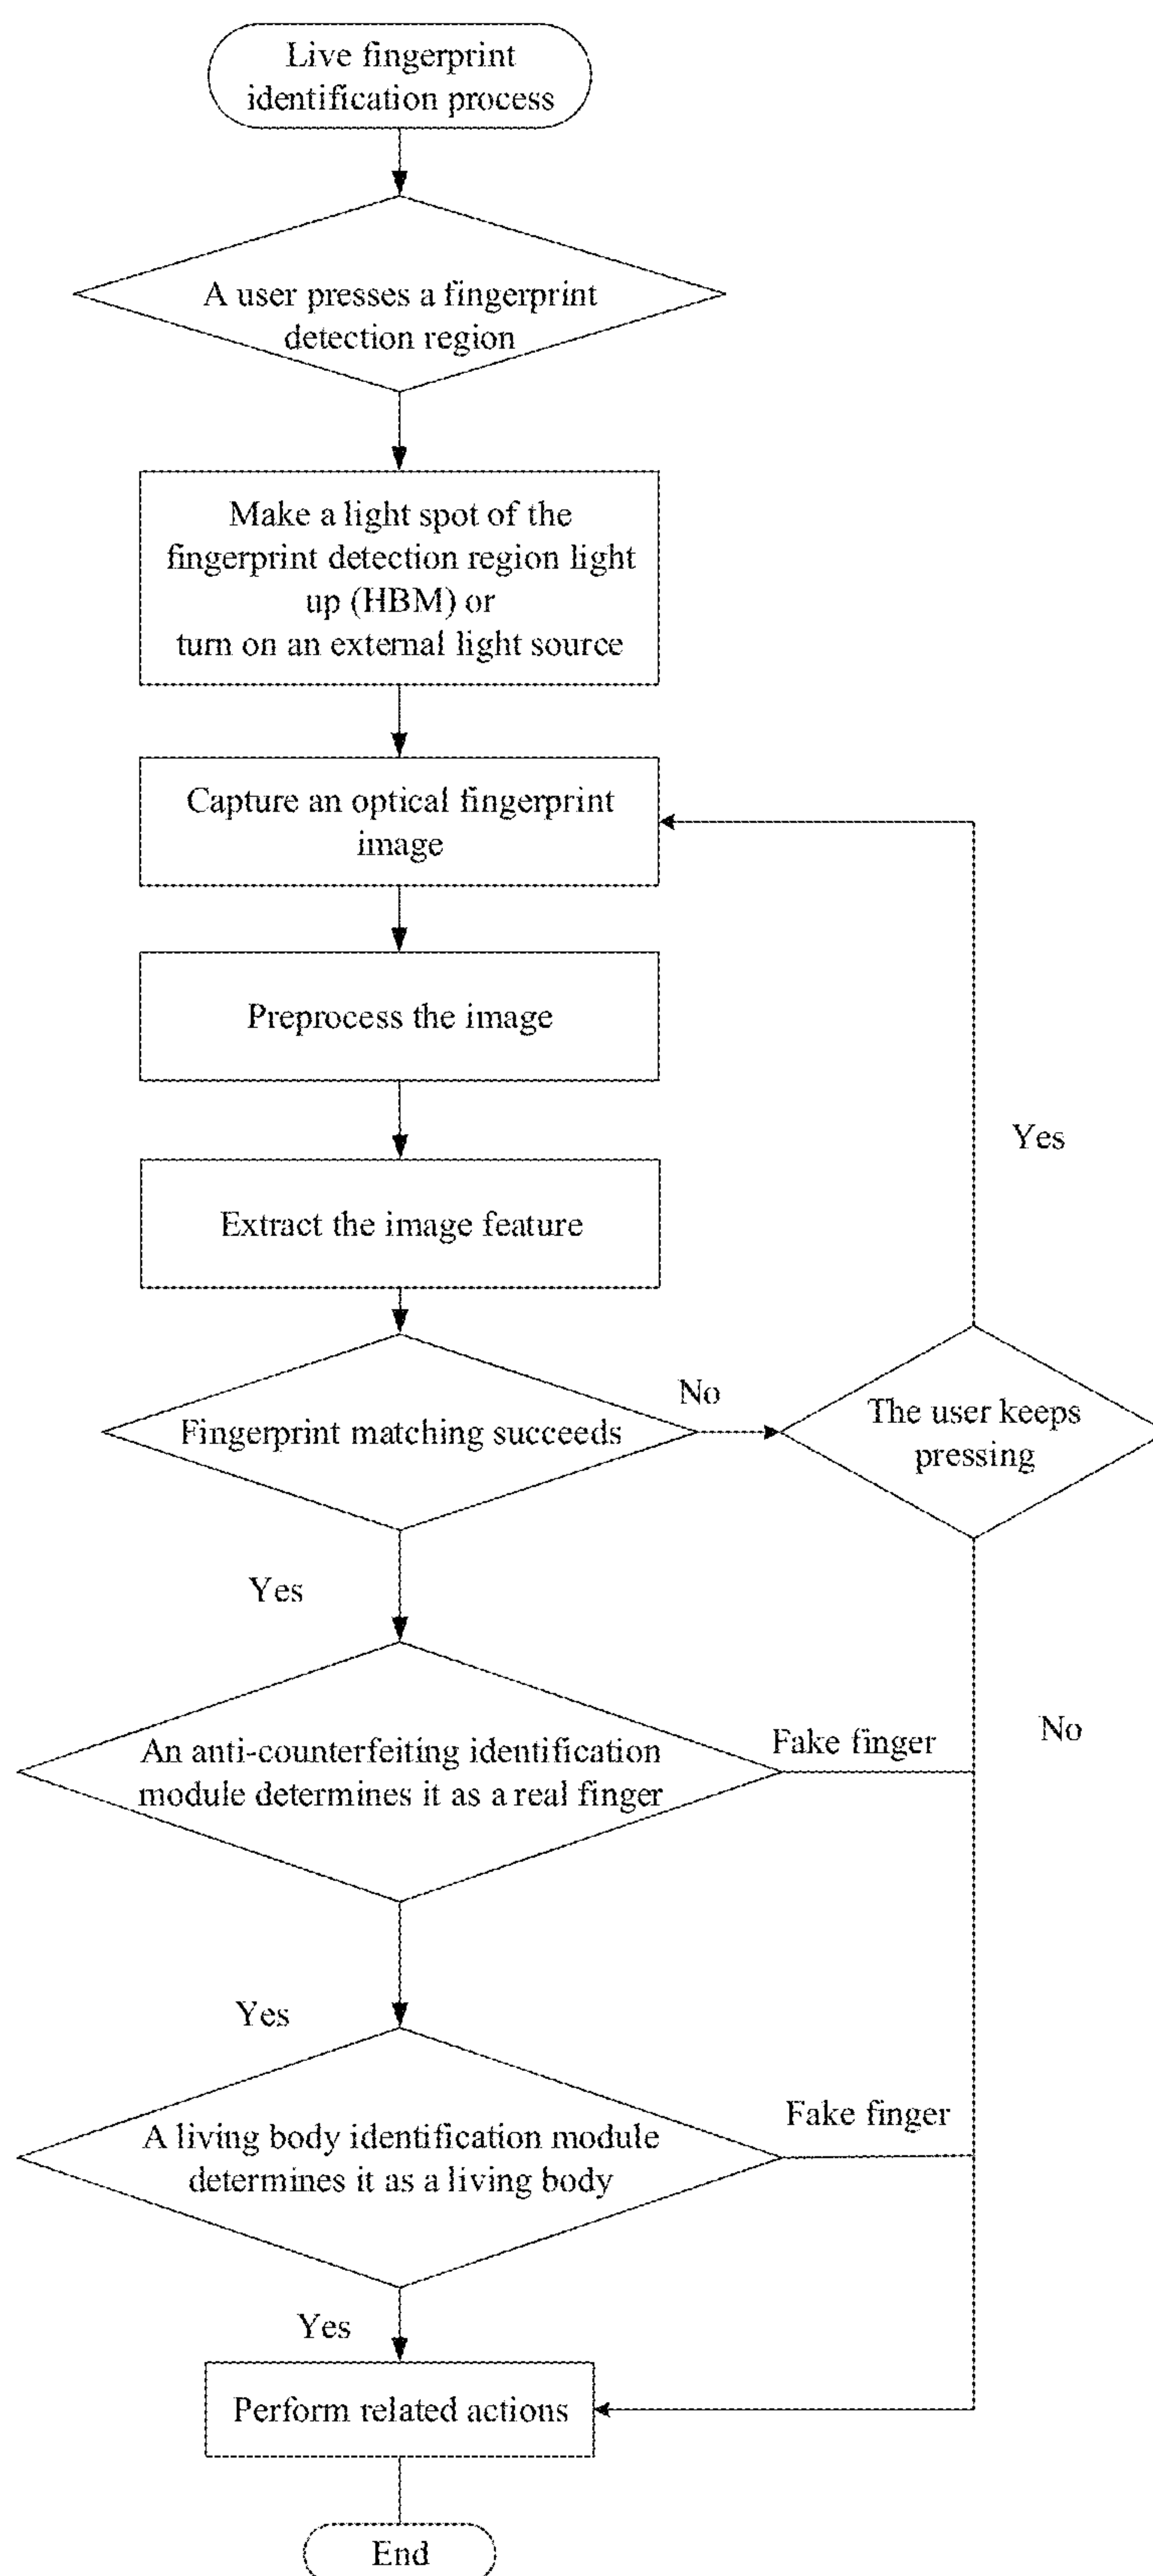 Live fingerprint
identification process
A user presses a fingerprint
detection region
Make a light spot of the
fingerprint detection region light
up (HBM) or
turn on an external light source
Capture an optical fingerprint
image
Preprocess the image
Yes
Extract the image feature
No
The user keeps
pressing
Fingerprint matching succeeds
Yes
No
Fake finger
An anti-counterfeiting identification
module determines it as a real finger
Yes
Fake finger
A living body identification module
determines it as a living body
Yes
Perform related actions
End